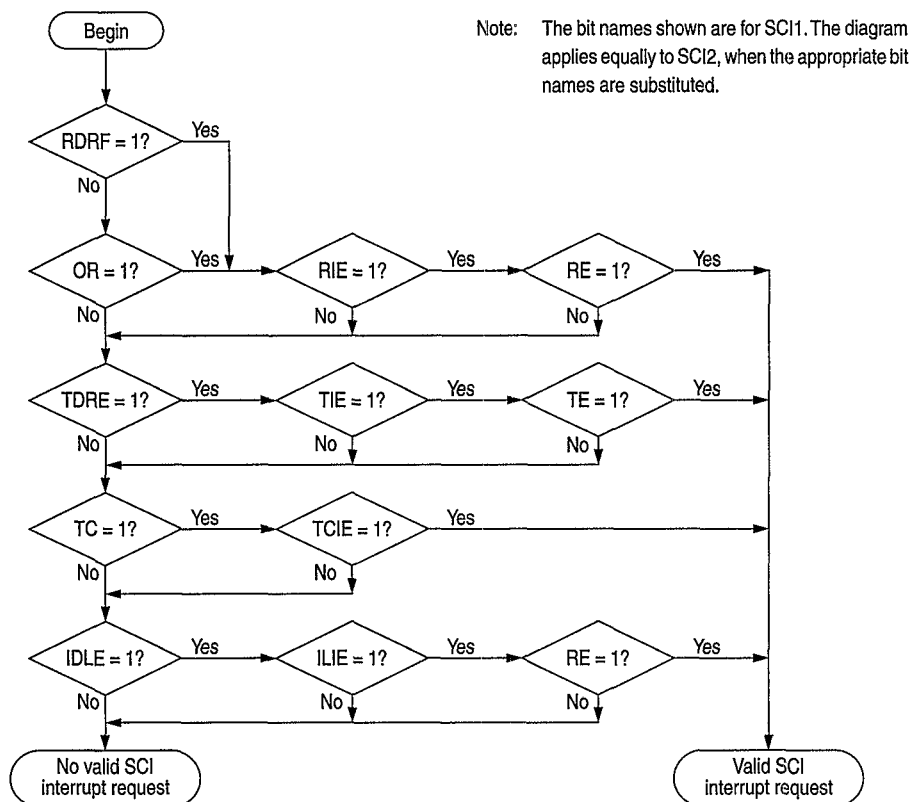 Begin
Note: The bit names shown are for SCI1. The diagram
applies equally to SCI2, when the appropriate bit
names are substituted.
RDRF = 1?
Yes
No
OR = 1?
Yes
RIE = 1?
Yes
RE = 1?
Yes
No
No
No
TDRE = 1?
Yes
TIE = 1?
Yes
TE = 1?
Yes
No
No
No
TC = 1?
Yes
TCIE = 1?
Yes
No
No
IDLE = 1?
Yes
ILIE = 1?
Yes
RE = 1?
Yes
No
No
No
No valid SCI
interrupt request
Valid SCI
interrupt request